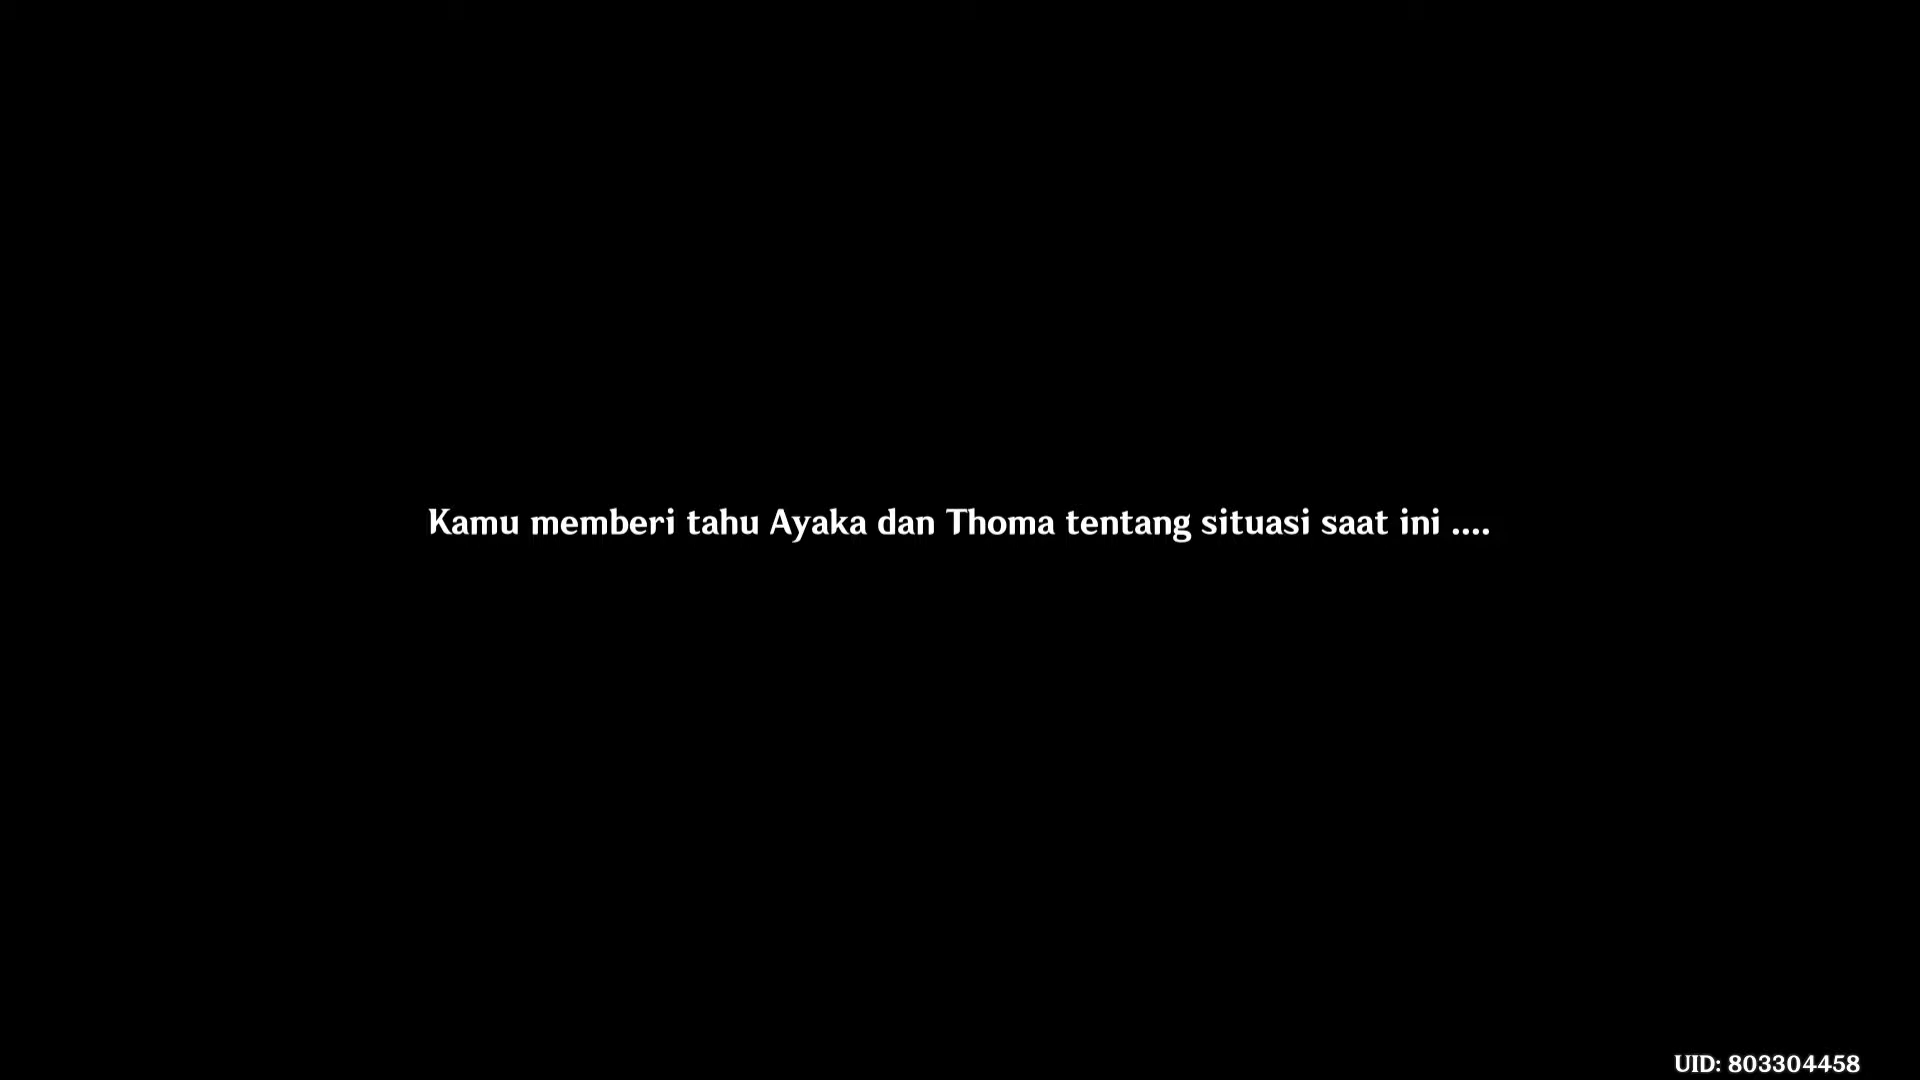 Kamu memberi tahu Ayaka dan Thoma tentang situasi saat ini ....
UID: 803304458